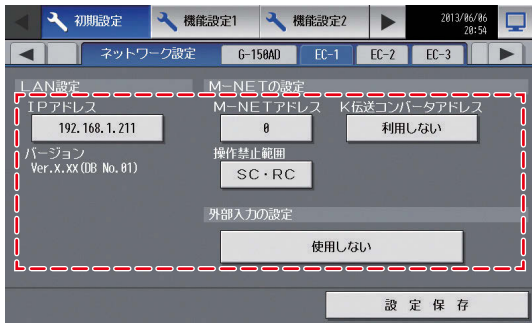 初期設定 機能設定1 機能設定2 2013/06/06 20:54
ネットワーク設定 G-150AD EC-1 EC-2 EC-3
LAN設定 M-NETの設定
IPアドレス M-NETアドレス K伝送コンバータアドレス
192.168.1.211 0 利用しない
バージョン 操作禁止範囲
Ver.X.XX(DB No.01) SC・RC
外部入力の設定
使用しない
設定保存